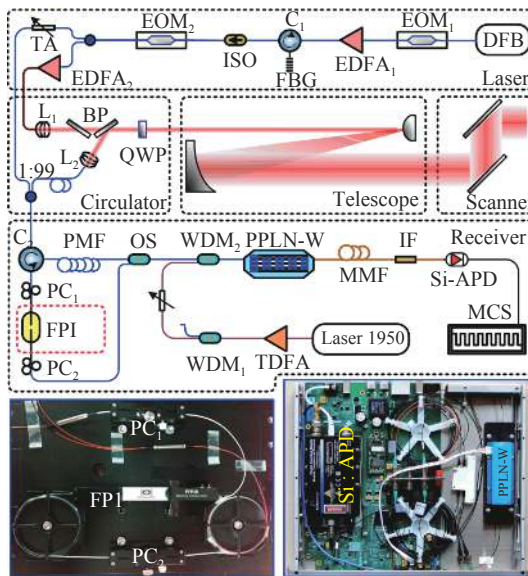 EOM2
C1
EOM1
DFB
TA
ISO
FBG
EDFA1
Laser
EDFA2
L1
BP
L2
QWP
1:99
Circulator
Telescope
Scanne
C
PMF
OS
WDM2
PPLN-W
IF
Receiver
MMF
Si-APD
PC1
FPI
PC2
MCS
Laser 1950
TDFA
WDM1
PC1
FP1
PC2
Si: APD
PPLN-W